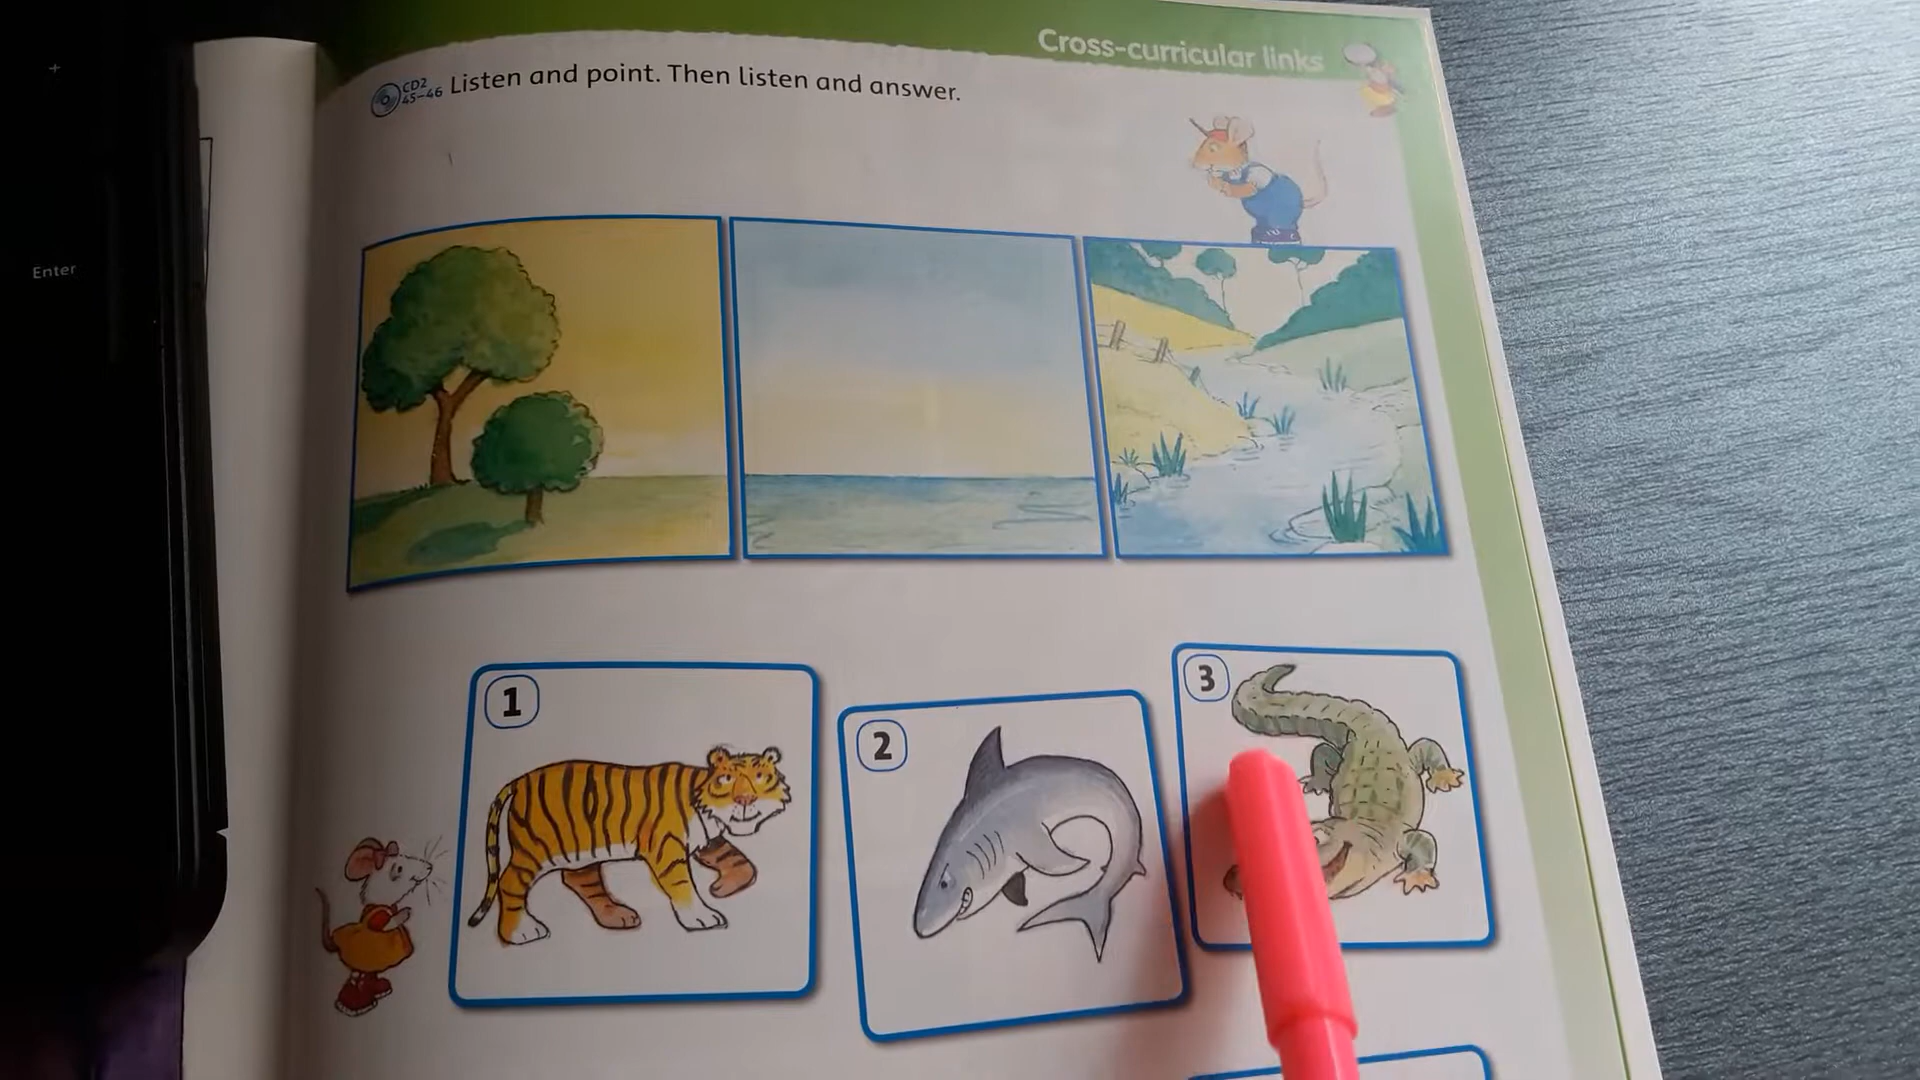 Cross-curricular links
CD2
45-46 Listen and point. Then listen and answer.
+
Enter
1
2
3